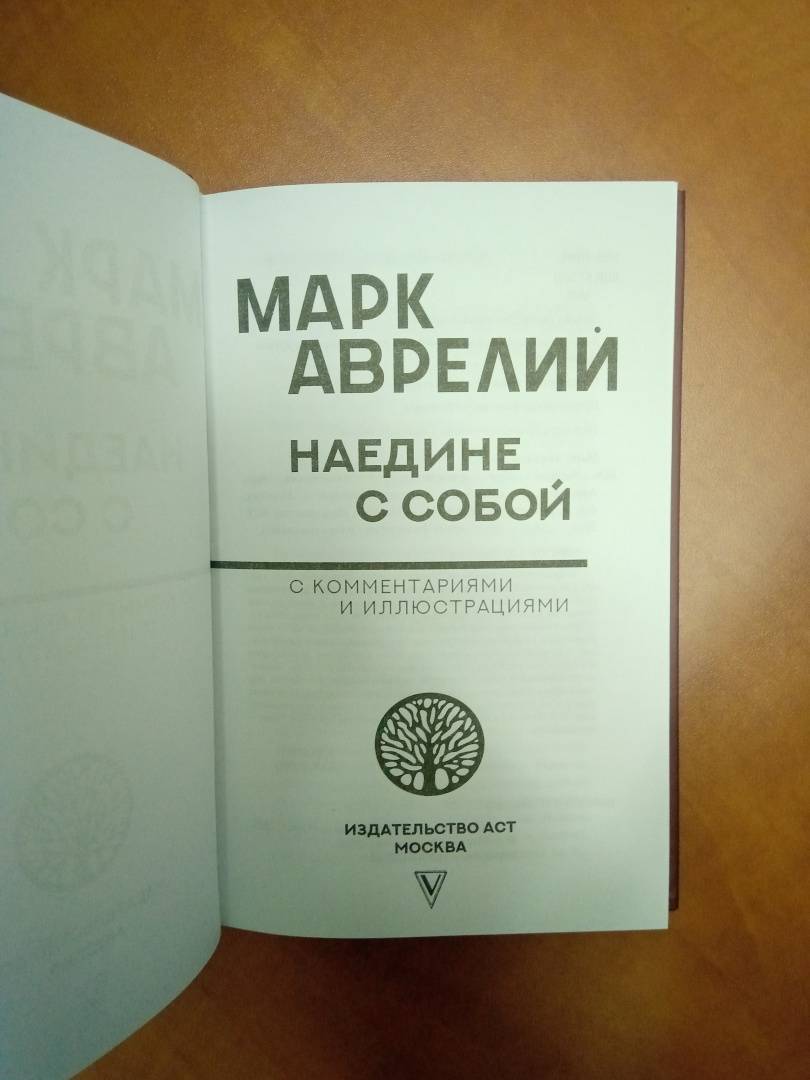 МАРК
АВРЕЛИЙ
НАЕДИНЕ
С СОБОЙ
С КОММЕНТАРИЯМИ
И ИЛЛЮСТРАЦИЯМИ
ИЗДАТЕЛЬСТВО АСТ
МОСКВА